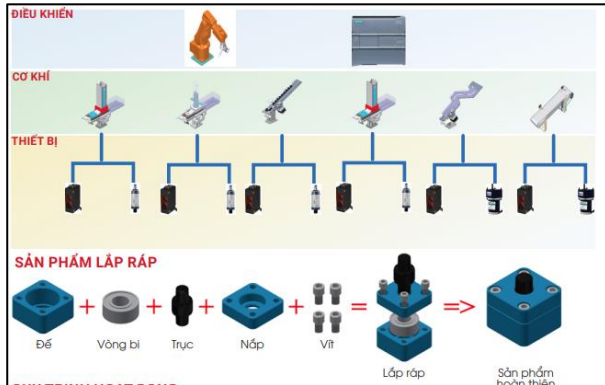 ĐIỀU KHIỂN
CƠ KHÍ
THIẾT BỊ
SẢN PHẨM LẮP RÁP
+ + + + = =>
Đế Vòng bi Trục Nắp Vít Lắp ráp Sản phẩm
hoàn thiện